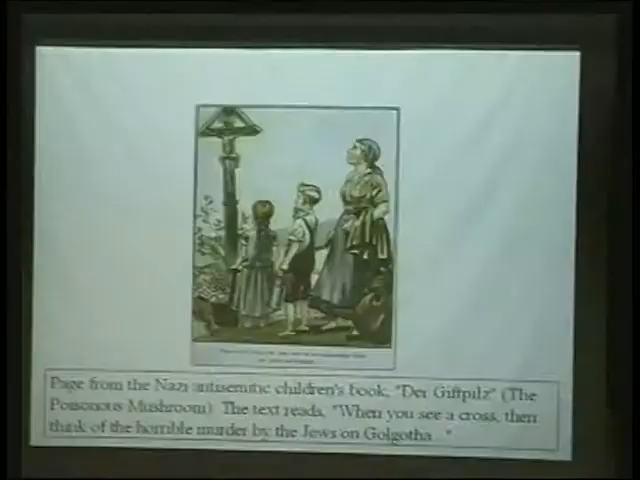 Page from the Nazi antisemitic children's book, "Der Giftpilz" (The
Poisonous Mushroom). The text reads, "When you see a cross, then
think of the horrible murder by the Jews on Golgotha..."